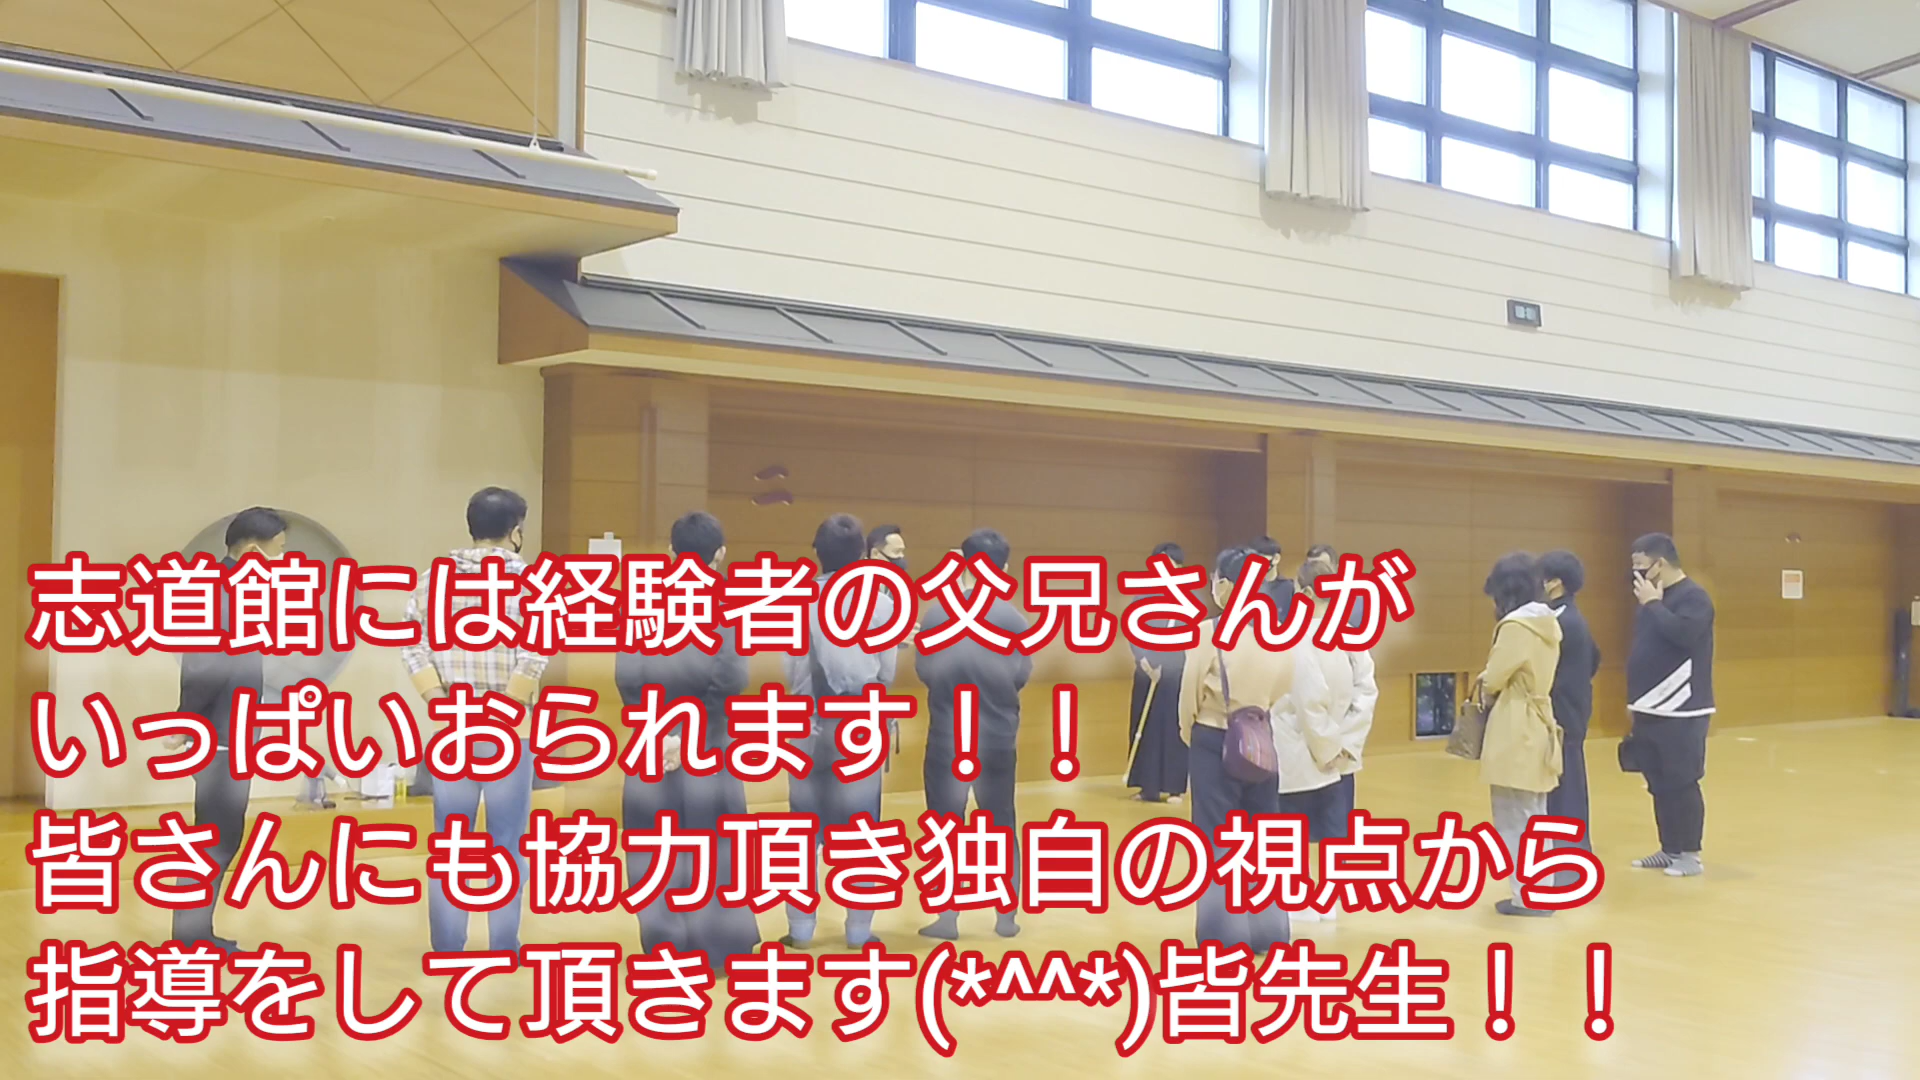 志道館には経験者の父兄さんが
いっぱいおられます！！
皆さんにも協力頂き独自の視点から
指導をして頂きます(*^^*)皆先生！！